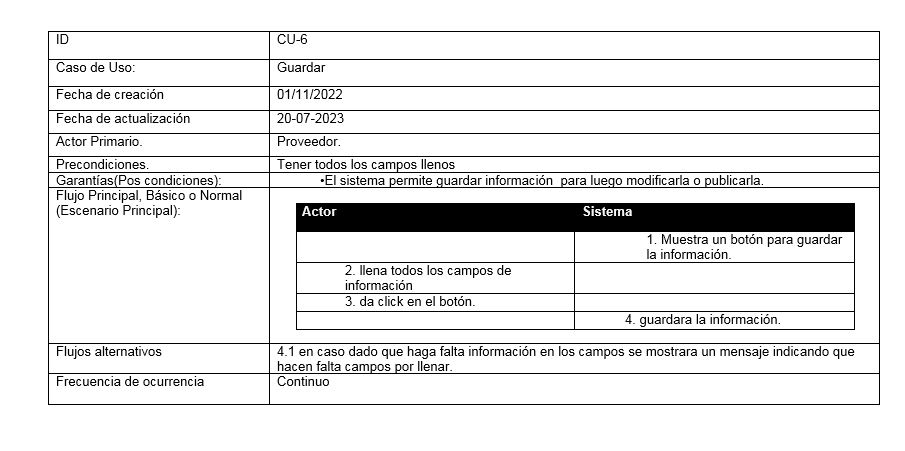 ID
CU-6
Caso de Uso:
Guardar
Fecha de creación
01/11/2022
Fecha de actualización
20-07-2023
Actor Primario.
Proveedor.
Precondiciones.
Tener todos los campos llenos
Garantías(Pos condiciones):
•El sistema permite guardar información  para luego modificarla o publicarla.
Flujo Principal, Básico o Normal
(Escenario Principal):
Actor
Sistema
1. Muestra un botón para guardar
la información.
2. llena todos los campos de
información
3. da click en el botón.
4. guardara la información.
Flujos alternativos
4.1 en caso dado que haga falta información en los campos se mostrara un mensaje indicando que
hacen falta campos por llenar.
Frecuencia de ocurrencia
Continuo